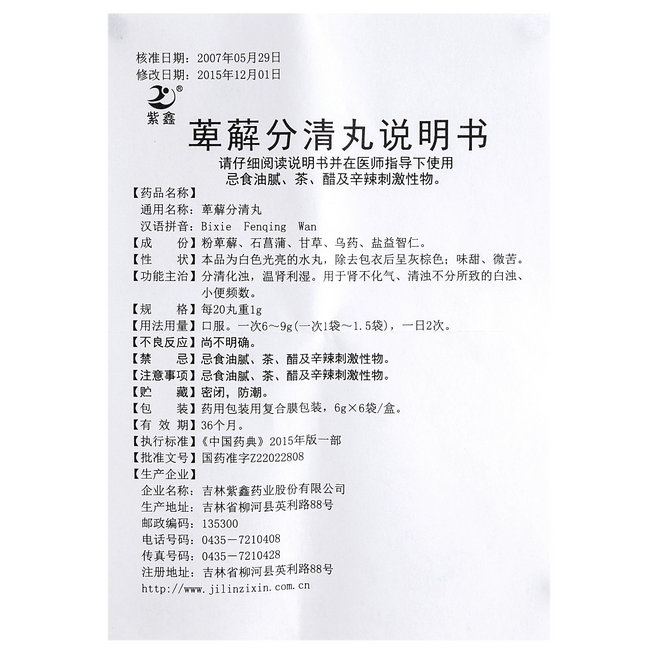 核准日期：2007年05月29日
修改日期：2015年12月01日
紫鑫®
萆薢分清丸说明书
请仔细阅读说明书并在医师指导下使用
忌食油腻、茶、醋及辛辣刺激性物。
【药品名称】
通用名称：萆薢分清丸
汉语拼音：Bixie Fenqing Wan
【成 份】粉萆薢、石菖蒲、甘草、乌药、盐益智仁。
【性 状】本品为白色光亮的水丸，除去包衣后呈灰棕色；味甜、微苦。
【功能主治】分清化浊，温肾利湿。用于肾不化气、清浊不分所致的白浊、
小便频数。
【规 格】每20丸重1g
【用法用量】口服。一次6～9g(一次1袋～1.5袋)，一日2次。
【不良反应】尚不明确。
【禁 忌】忌食油腻、茶、醋及辛辣刺激性物。
【注意事项】忌食油腻、茶、醋及辛辣刺激性物。
【贮 藏】密闭，防潮。
【包 装】药用包装用复合膜包装，6g×6袋/盒。
【有 效 期】36个月。
【执行标准】《中国药典》2015年版一部
【批准文号】国药准字Z22022808
【生产企业】
企业名称：吉林紫鑫药业股份有限公司
生产地址：吉林省柳河县英利路88号
邮政编码：135300
电话号码：0435-7210408
传真号码：0435-7210428
注册地址：吉林省柳河县英利路88号
http://www.jilinzixin.com.cn